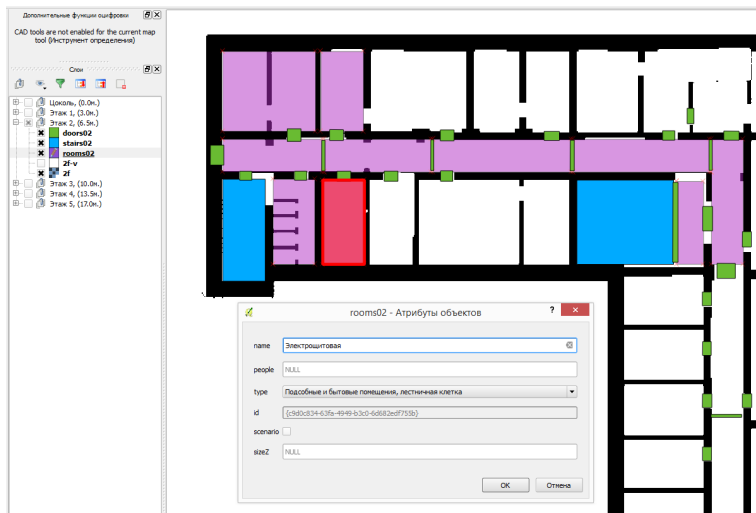 Дополнительные функции оцифровки
CAD tools are not enabled for the current map
tool (Инструмент определения)
Слои
Цоколь, (0.0м.)
Этаж 1, (3.0м.)
Этаж 2, (6.5м.)
doors02
stairs02
rooms02
2f-v
2f
Этаж 3, (10.0м.)
Этаж 4, (13.5м.)
Этаж 5, (17.0м.)
rooms02 - Атрибуты объектов
name Электрощитовая
people NULL
type Подсобные и бытовые помещения, лестничная клетка
id {c9d0c834-63fa-4949-b3c0-6d682edf755b}
scenario
sizeZ NULL
OK Отмена